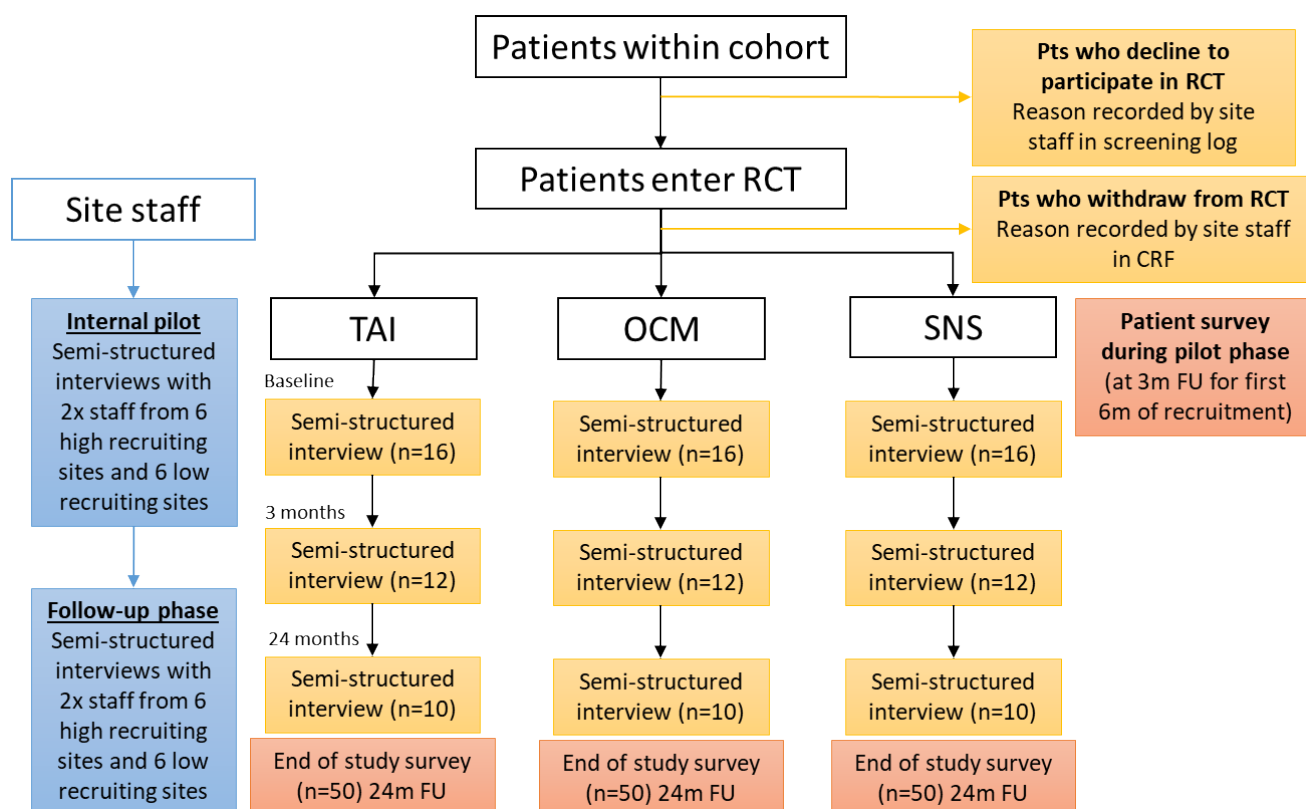 Patients within cohort
Pts who decline to
participate in RCT
Reason recorded by site
staff in screening log
Patients enter RCT
Pts who withdraw from RCT
Reason recorded by site staff
in CRF
Site staff
Internal pilot
Semi-structured
interviews with
2x staff from 6
high recruiting
sites and 6 low
recruiting sites
Follow-up phase
Semi-structured
interviews with
2x staff from 6
high recruiting
sites and 6 low
recruiting sites
TAI
OCM
SNS
Patient survey
during pilot phase
(at 3m FU for first
6m of recruitment)
Baseline
Semi-structured
interview (n=16)
Semi-structured
interview (n=16)
Semi-structured
interview (n=16)
3 months
Semi-structured
interview (n=12)
Semi-structured
interview (n=12)
Semi-structured
interview (n=12)
24 months
Semi-structured
interview (n=10)
Semi-structured
interview (n=10)
Semi-structured
interview (n=10)
End of study survey
(n=50) 24m FU
End of study survey
(n=50) 24m FU
End of study survey
(n=50) 24m FU